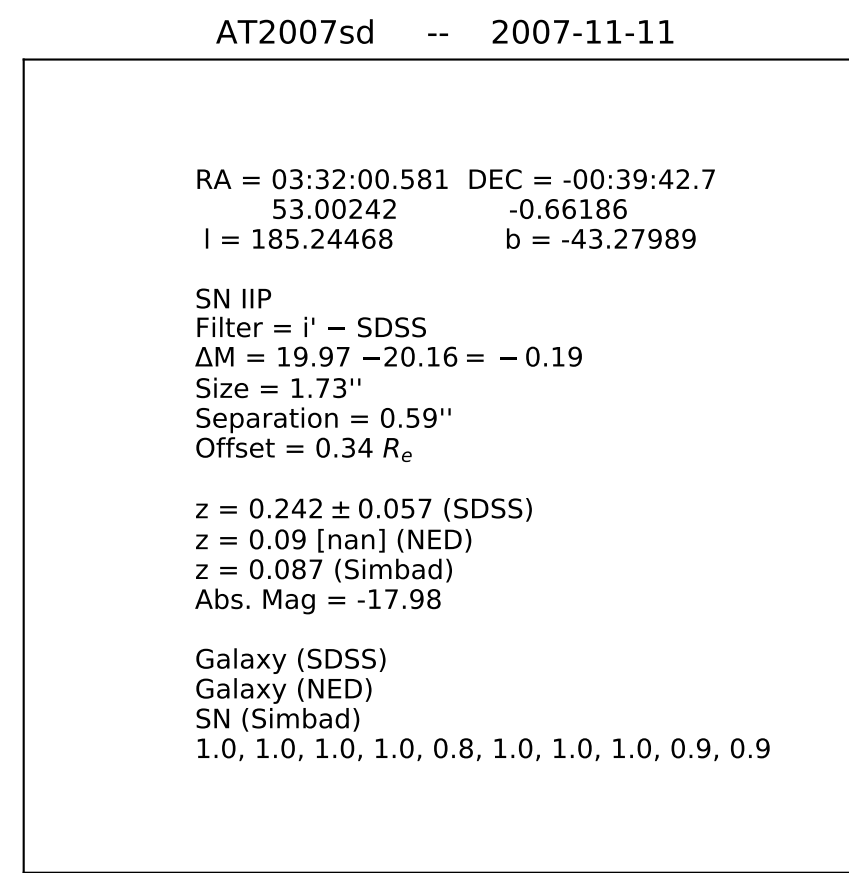 AT2007sd -- 2007-11-11
RA = 03:32:00.581 DEC = -00:39:42.7
53.00242 -0.66186
l = 185.24468 b = -43.27989
SN IIP
Filter = i' − SDSS
ΔM = 19.97 −20.16 = − 0.19
Size = 1.73''
Separation = 0.59''
Offset = 0.34 Re
z = 0.242 ± 0.057 (SDSS)
z = 0.09 [nan] (NED)
z = 0.087 (Simbad)
Abs. Mag = -17.98
Galaxy (SDSS)
Galaxy (NED)
SN (Simbad)
1.0, 1.0, 1.0, 1.0, 0.8, 1.0, 1.0, 1.0, 0.9, 0.9